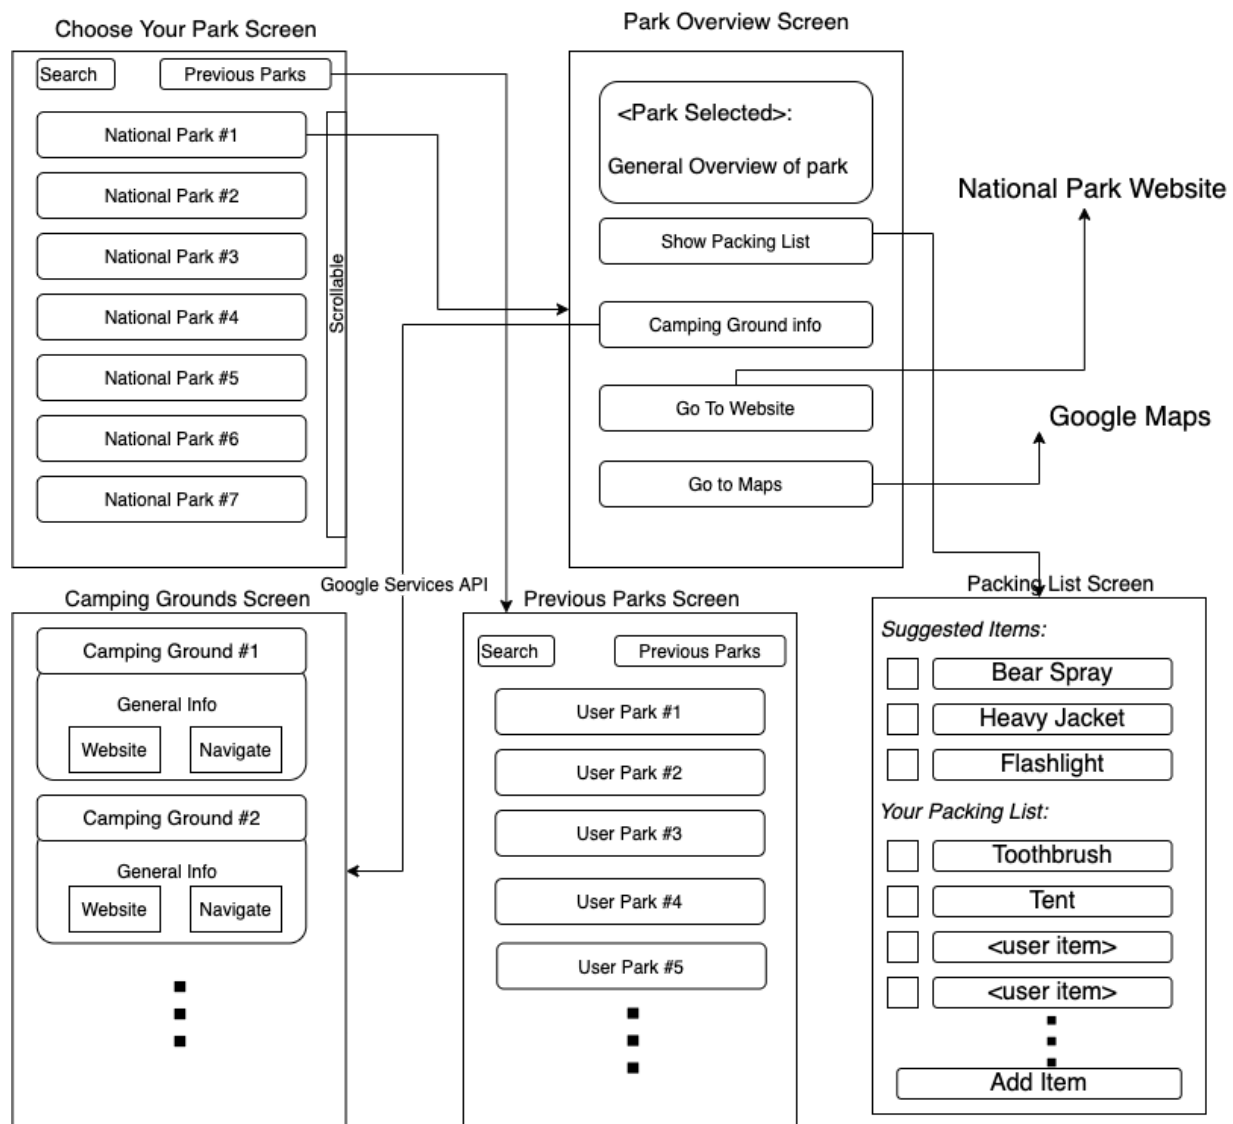 Choose Your Park Screen
Search
Previous Parks
National Park #1
National Park #2
National Park #3
National Park #4
National Park #5
National Park #6
National Park #7
Scrollable
Park Overview Screen
<Park Selected>:
General Overview of park
Show Packing List
Camping Ground info
Go To Website
Go to Maps
National Park Website
Google Maps
Google Services API
Camping Grounds Screen
Camping Ground #1
General Info
Website
Navigate
Camping Ground #2
General Info
Website
Navigate
Previous Parks Screen
Search
Previous Parks
User Park #1
User Park #2
User Park #3
User Park #4
User Park #5
Packing List Screen
Suggested Items:
Bear Spray
Heavy Jacket
Flashlight
Your Packing List:
Toothbrush
Tent
<user item>
<user item>
Add Item